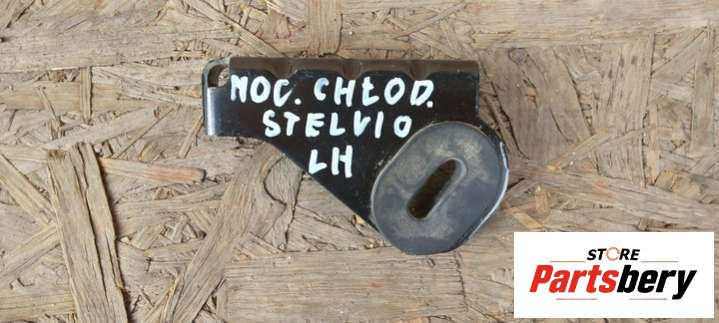 MOC. CHŁOD.
STELVIO
LH
STORE
Partsbery